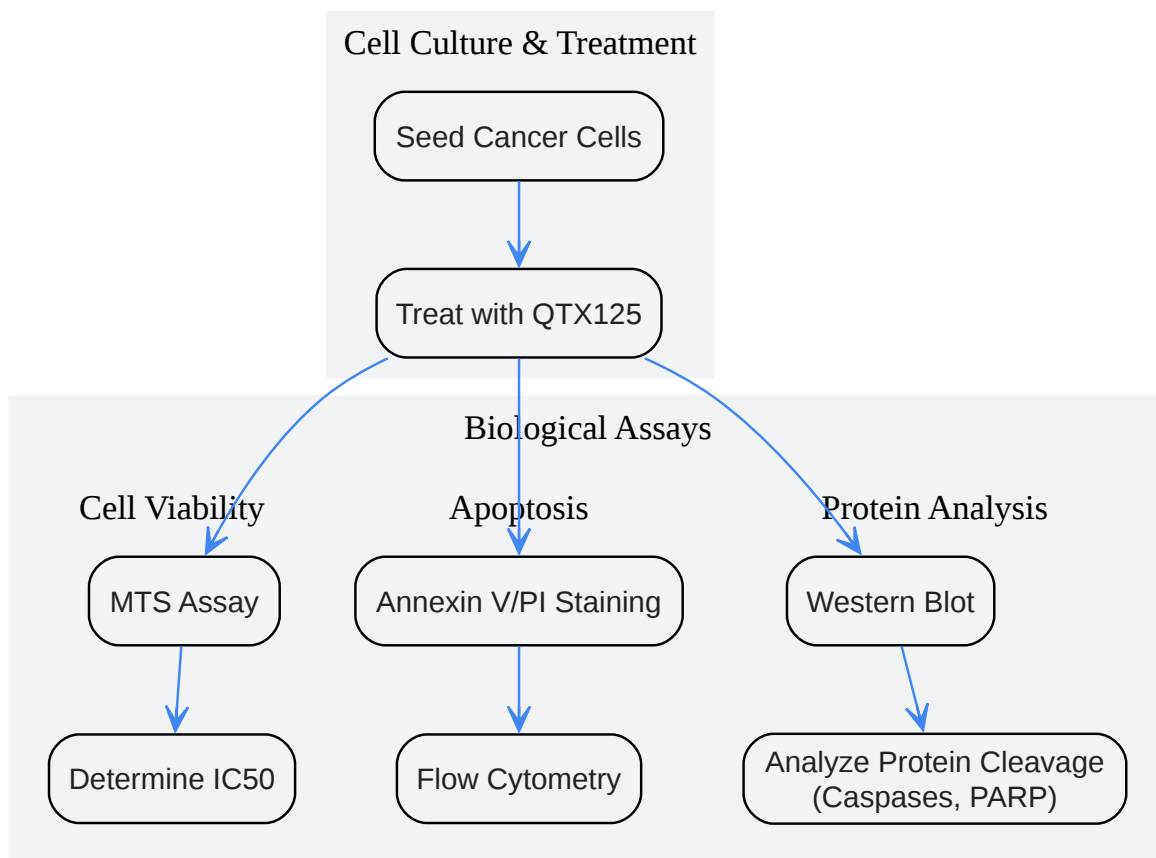 Cell Culture & Treatment
Seed Cancer Cells
Treat with QTX125
Biological Assays
Cell Viability
Apoptosis
Protein Analysis
MTS Assay
Annexin V/PI Staining
Western Blot
Determine IC50
Flow Cytometry
Analyze Protein Cleavage
(Caspases, PARP)